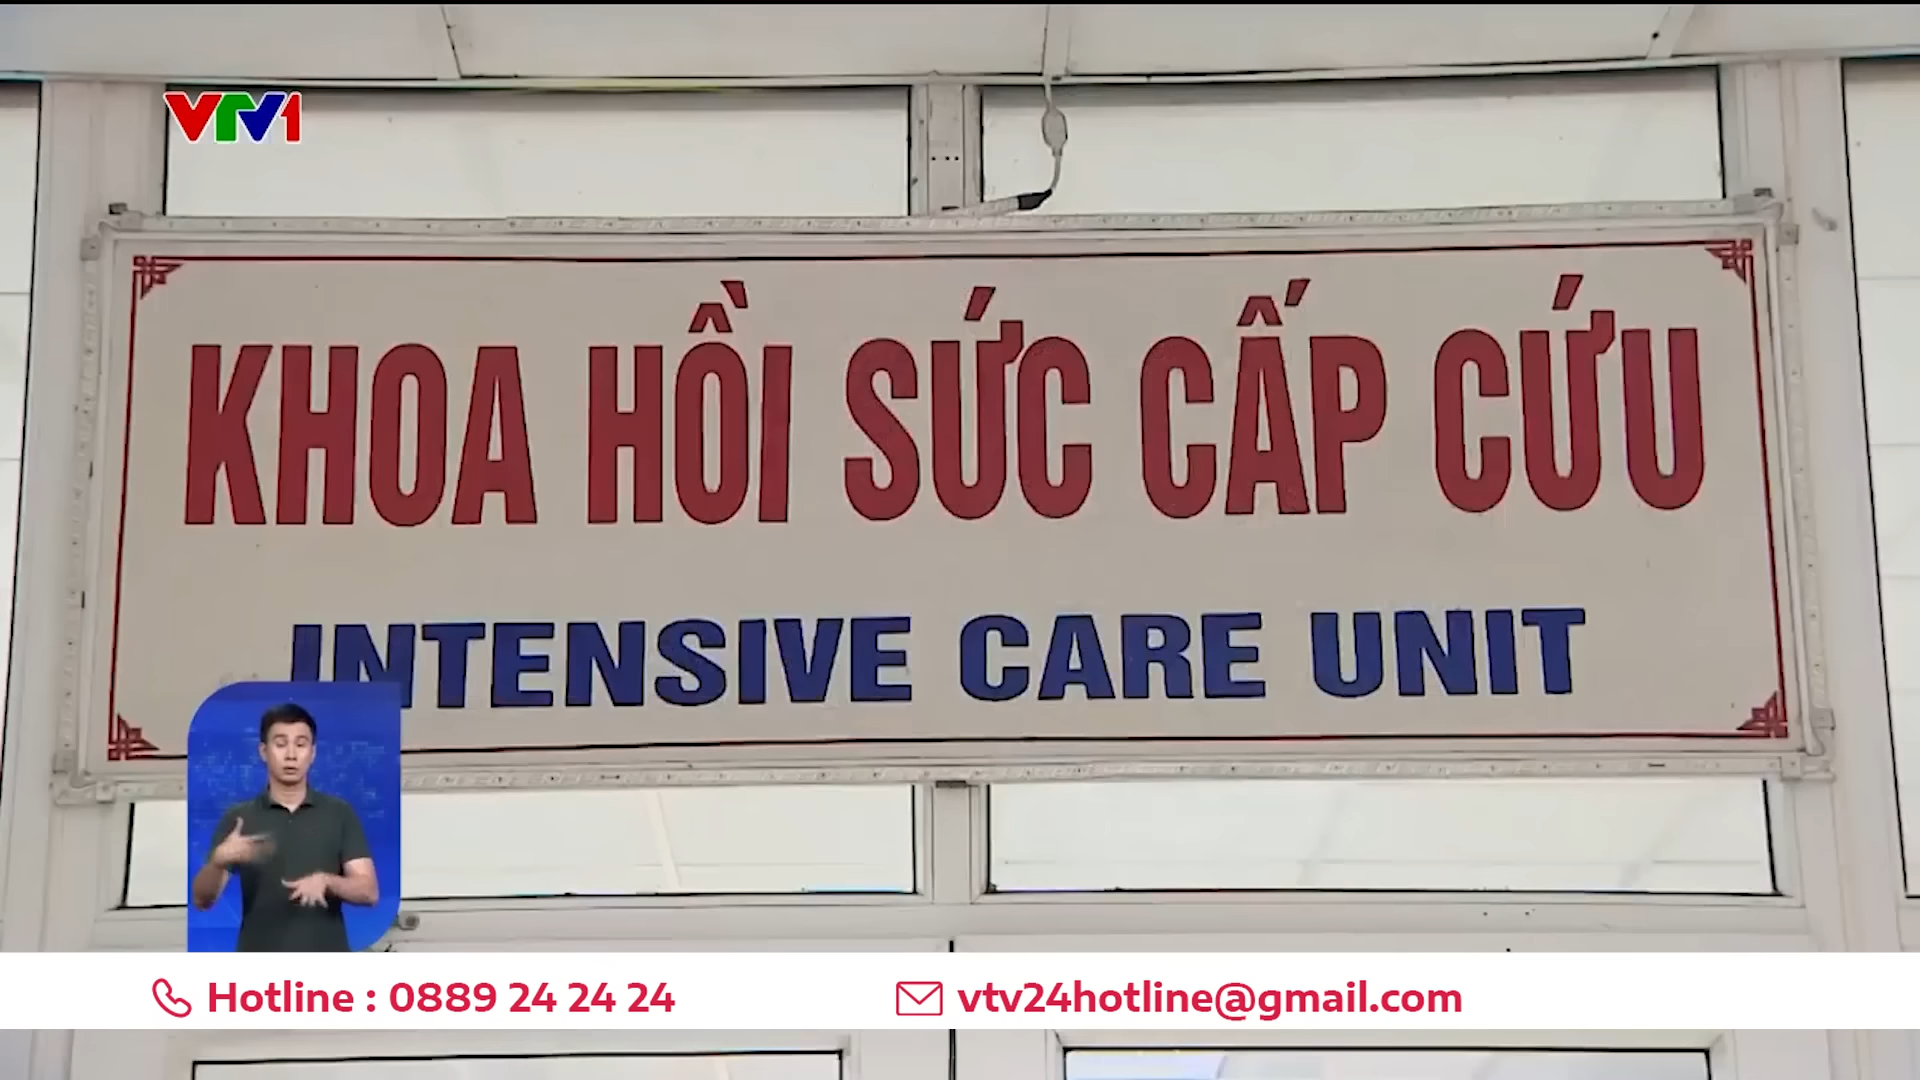 VTV1
KHOA HỒI SỨC CẤP CỨU
INTENSIVE CARE UNIT
Hotline : 0889 24 24 24
vtv24hotline@gmail.com